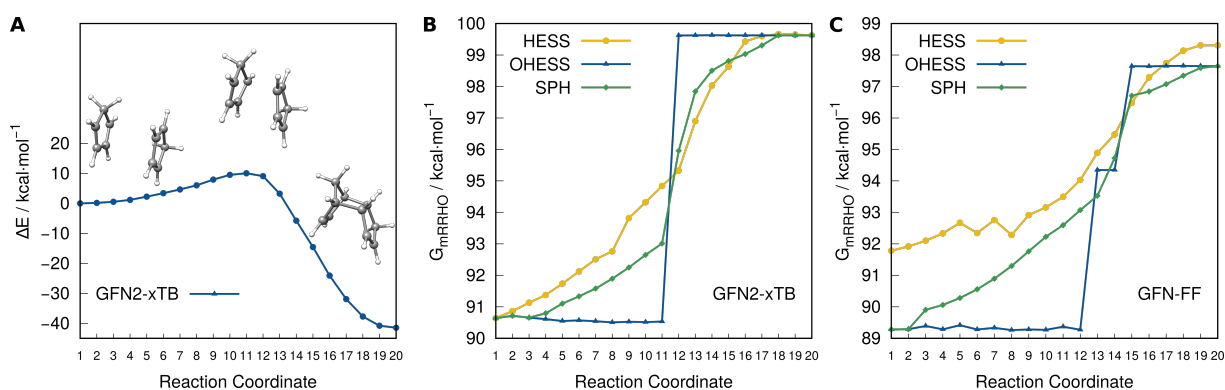 A
ΔE / kcal·mol⁻¹
20
10
0
−10
−20
−30
−40
GFN2-xTB
1 2 3 4 5 6 7 8 9 10 11 12 13 14 15 16 17 18 19 20
Reaction Coordinate
B
G_mRRHO / kcal·mol⁻¹
100
99
98
97
96
95
94
93
92
91
90
HESS
OHESS
SPH
GFN2-xTB
1 2 3 4 5 6 7 8 9 10 11 12 13 14 15 16 17 18 19 20
Reaction Coordinate
C
G_mRRHO / kcal·mol⁻¹
99
98
97
96
95
94
93
92
91
90
89
HESS
OHESS
SPH
GFN-FF
1 2 3 4 5 6 7 8 9 10 11 12 13 14 15 16 17 18 19 20
Reaction Coordinate